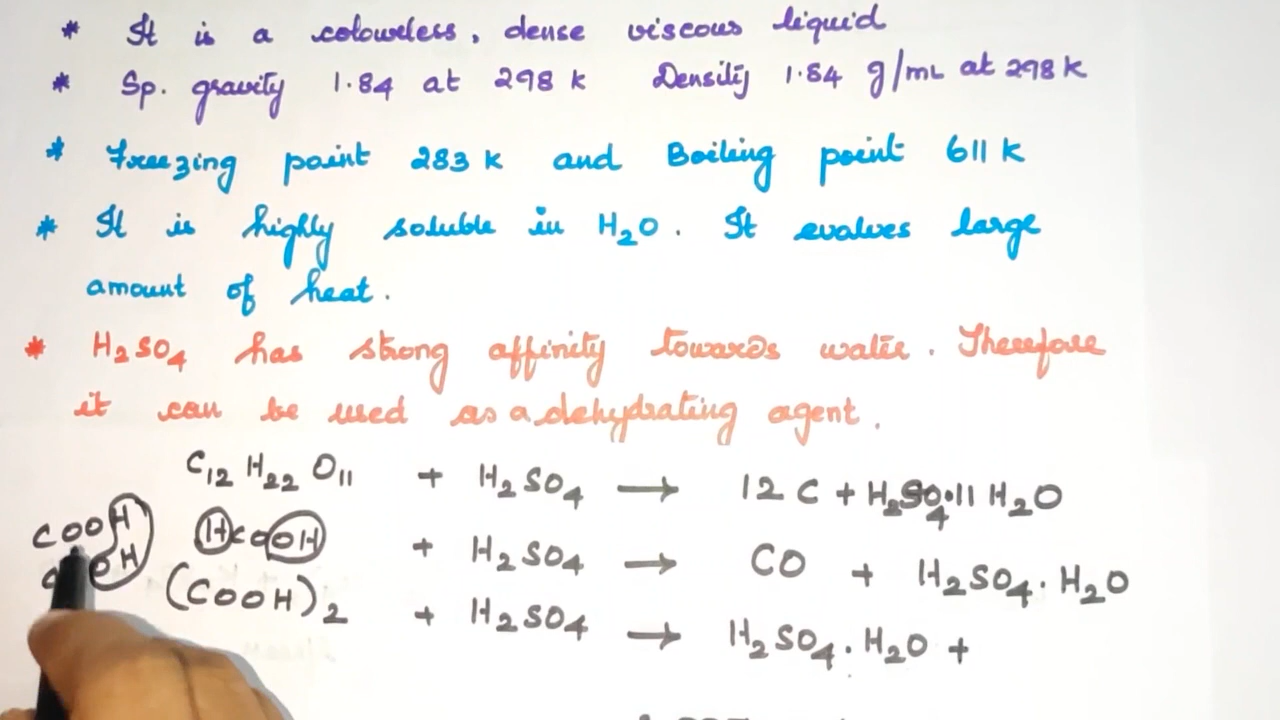 * It is a colourless, dense viscous liquid
* Sp. gravity 1.84 at 298 K Density 1.84 g/mL at 298 K
* Freezing point 283 K and Boiling point 611 K
* It is highly soluble in H₂O. It evalves large
amount of heat.
* H₂SO₄ has strong affinity towards water. Therefore
it can be used as a dehydrating agent.
C₁₂ H₂₂ O₁₁ + H₂SO₄ → 12 C + H₂SO₄·11 H₂O
HCOOH + H₂SO₄ → CO + H₂SO₄·H₂O
COOH
(COOH)₂ + H₂SO₄ → H₂SO₄·H₂O +